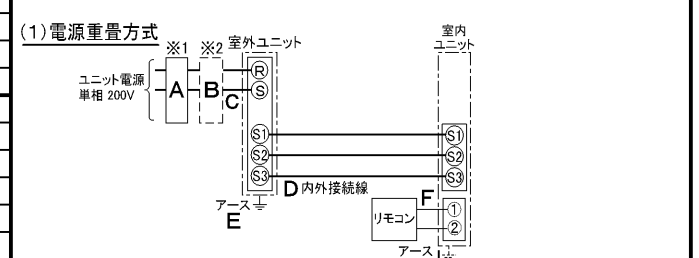 (1)電源重畳方式
※1 ※2 室外ユニット
室内
ユニット
ユニット電源
単相 200V
A
B
C
R
S
S1
S2
S3
S1
S2
S3
D 内外接続線
アース
E
リモコン
F
1
2
アース